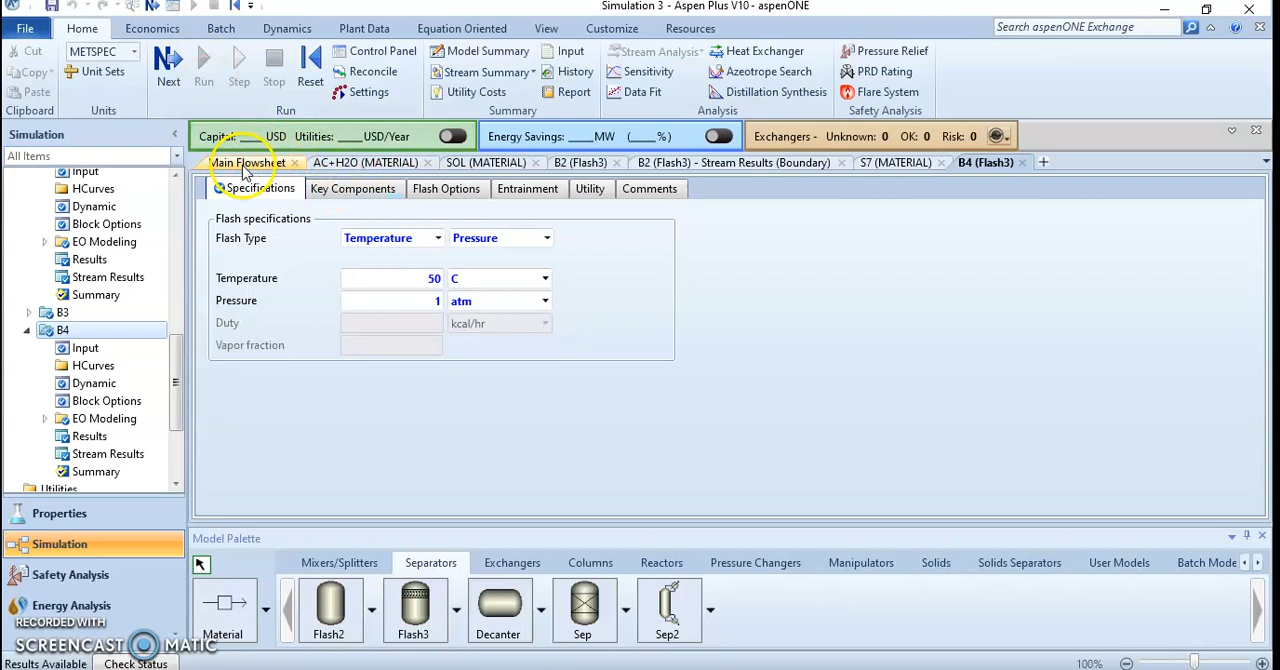 Simulation 3 - Aspen Plus V10 - aspenONE
File Home Economics Batch Dynamics Plant Data Equation Oriented View Customize Resources Search aspenONE Exchange
Cut METSPEC Control Panel Model Summary Input Stream Analysis Heat Exchanger Pressure Relief
Copy Unit Sets Next Run Step Stop Reset Reconcile Stream Summary History Sensitivity Azeotrope Search PRD Rating
Paste Settings Utility Costs Report Data Fit Distillation Synthesis Flare System
Clipboard Units Run Summary Analysis Safety Analysis
Simulation Capital: ____ USD Utilities: ____ USD/Year Energy Savings: ____ MW (____ %) Exchangers - Unknown: 0 OK: 0 Risk: 0
All Items Main Flowsheet AC+H2O (MATERIAL) SOL (MATERIAL) B2 (Flash3) B2 (Flash3) - Stream Results (Boundary) S7 (MATERIAL) B4 (Flash3)
Specifications Key Components Flash Options Entrainment Utility Comments
Input
HCurves
Dynamic
Block Options
EO Modeling
Results
Stream Results
Summary
B3
B4
Input
HCurves
Dynamic
Block Options
EO Modeling
Results
Stream Results
Summary
Utilities
Flash specifications
Flash Type Temperature Pressure
Temperature 50 C
Pressure 1 atm
Duty kcal/hr
Vapor fraction
Properties
Simulation
Safety Analysis
Energy Analysis
RECORDED WITH
SCREENCAST MATIC
Model Palette
Mixers/Splitters Separators Exchangers Columns Reactors Pressure Changers Manipulators Solids Solids Separators User Models Batch Mode
Material Flash2 Flash3 Decanter Sep Sep2
Results Available Check Status 100%